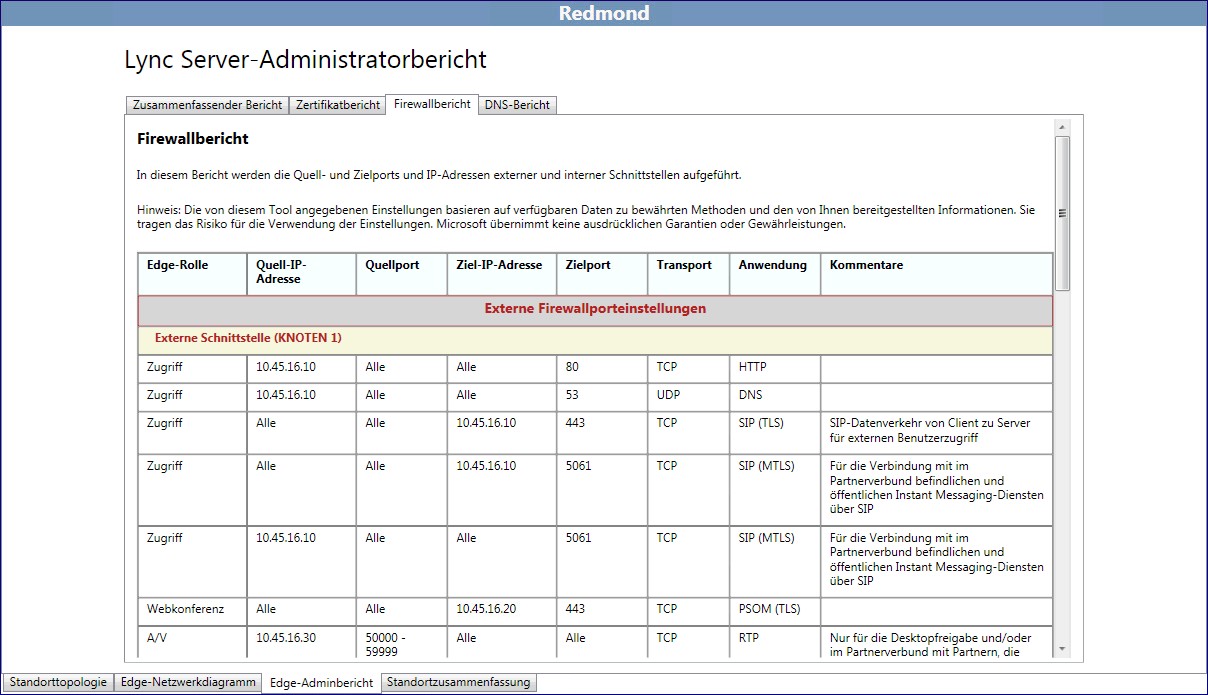 Redmond
Lync Server-Administratorbericht
Zusammenfassender Bericht Zertifikatbericht Firewallbericht DNS-Bericht
Firewallbericht
In diesem Bericht werden die Quell- und Zielports und IP-Adressen externer und interner Schnittstellen aufgeführt.
Hinweis: Die von diesem Tool angegebenen Einstellungen basieren auf verfügbaren Daten zu bewährten Methoden und den von Ihnen bereitgestellten Informationen. Sie
tragen das Risiko für die Verwendung der Einstellungen. Microsoft übernimmt keine ausdrücklichen Garantien oder Gewährleistungen.
Edge-Rolle Quell-IP- Quellport Ziel-IP-Adresse Zielport Transport Anwendung Kommentare
Adresse
Externe Firewallporteinstellungen
Externe Schnittstelle (KNOTEN 1)
Zugriff 10.45.16.10 Alle Alle 80 TCP HTTP
Zugriff 10.45.16.10 Alle Alle 53 UDP DNS
Zugriff Alle Alle 10.45.16.10 443 TCP SIP (TLS) SIP-Datenverkehr von Client zu Server
für externen Benutzerzugriff
Zugriff Alle Alle 10.45.16.10 5061 TCP SIP (MTLS) Für die Verbindung mit im
Partnerverbund befindlichen und
öffentlichen Instant Messaging-Diensten
über SIP
Zugriff 10.45.16.10 Alle Alle 5061 TCP SIP (MTLS) Für die Verbindung mit im
Partnerverbund befindlichen und
öffentlichen Instant Messaging-Diensten
über SIP
Webkonferenz Alle Alle 10.45.16.20 443 TCP PSOM (TLS)
A/V 10.45.16.30 50000 - Alle Alle TCP RTP Nur für die Desktopfreigabe und/oder
59999 im Partnerverbund mit Partnern, die
Standorttopologie Edge-Netzwerkdiagramm Edge-Adminbericht Standortzusammenfassung